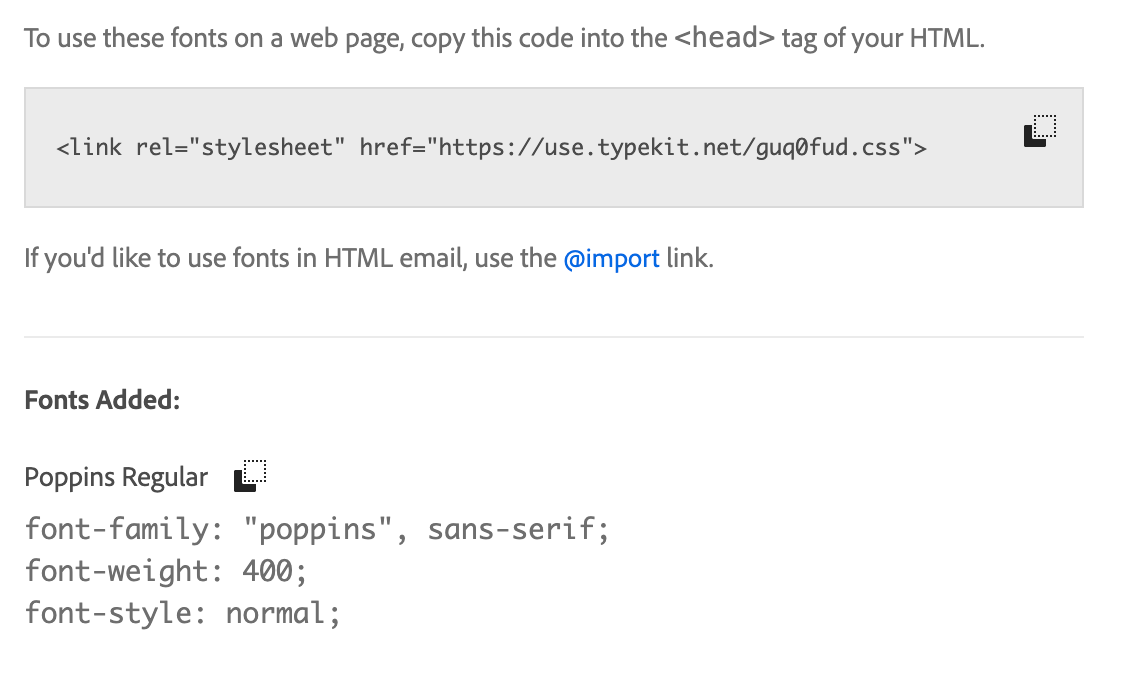 To use these fonts on a web page, copy this code into the <head> tag of your HTML.
<link rel="stylesheet" href="https://use.typekit.net/guq0fud.css">
If you'd like to use fonts in HTML email, use the @import link.
Fonts Added:
Poppins Regular
font-family: "poppins", sans-serif;
font-weight: 400;
font-style: normal;